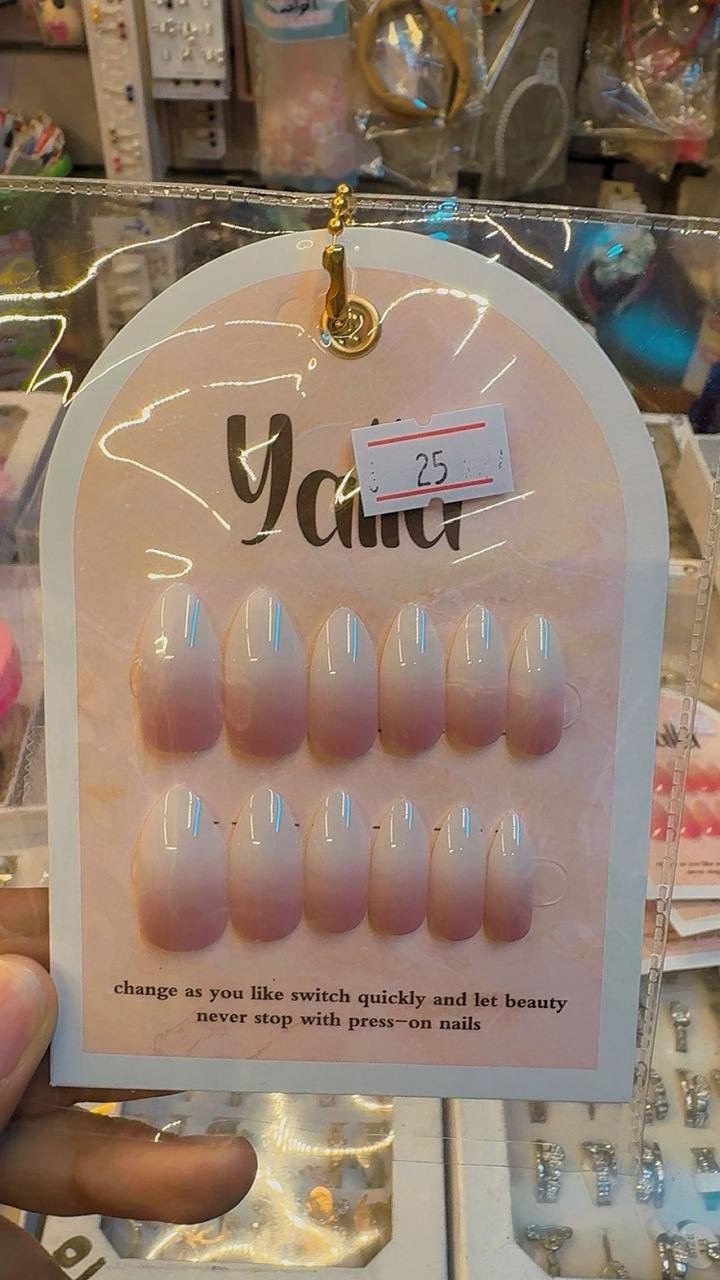 Yalla
25
change as you like switch quickly and let beauty
never stop with press-on nails